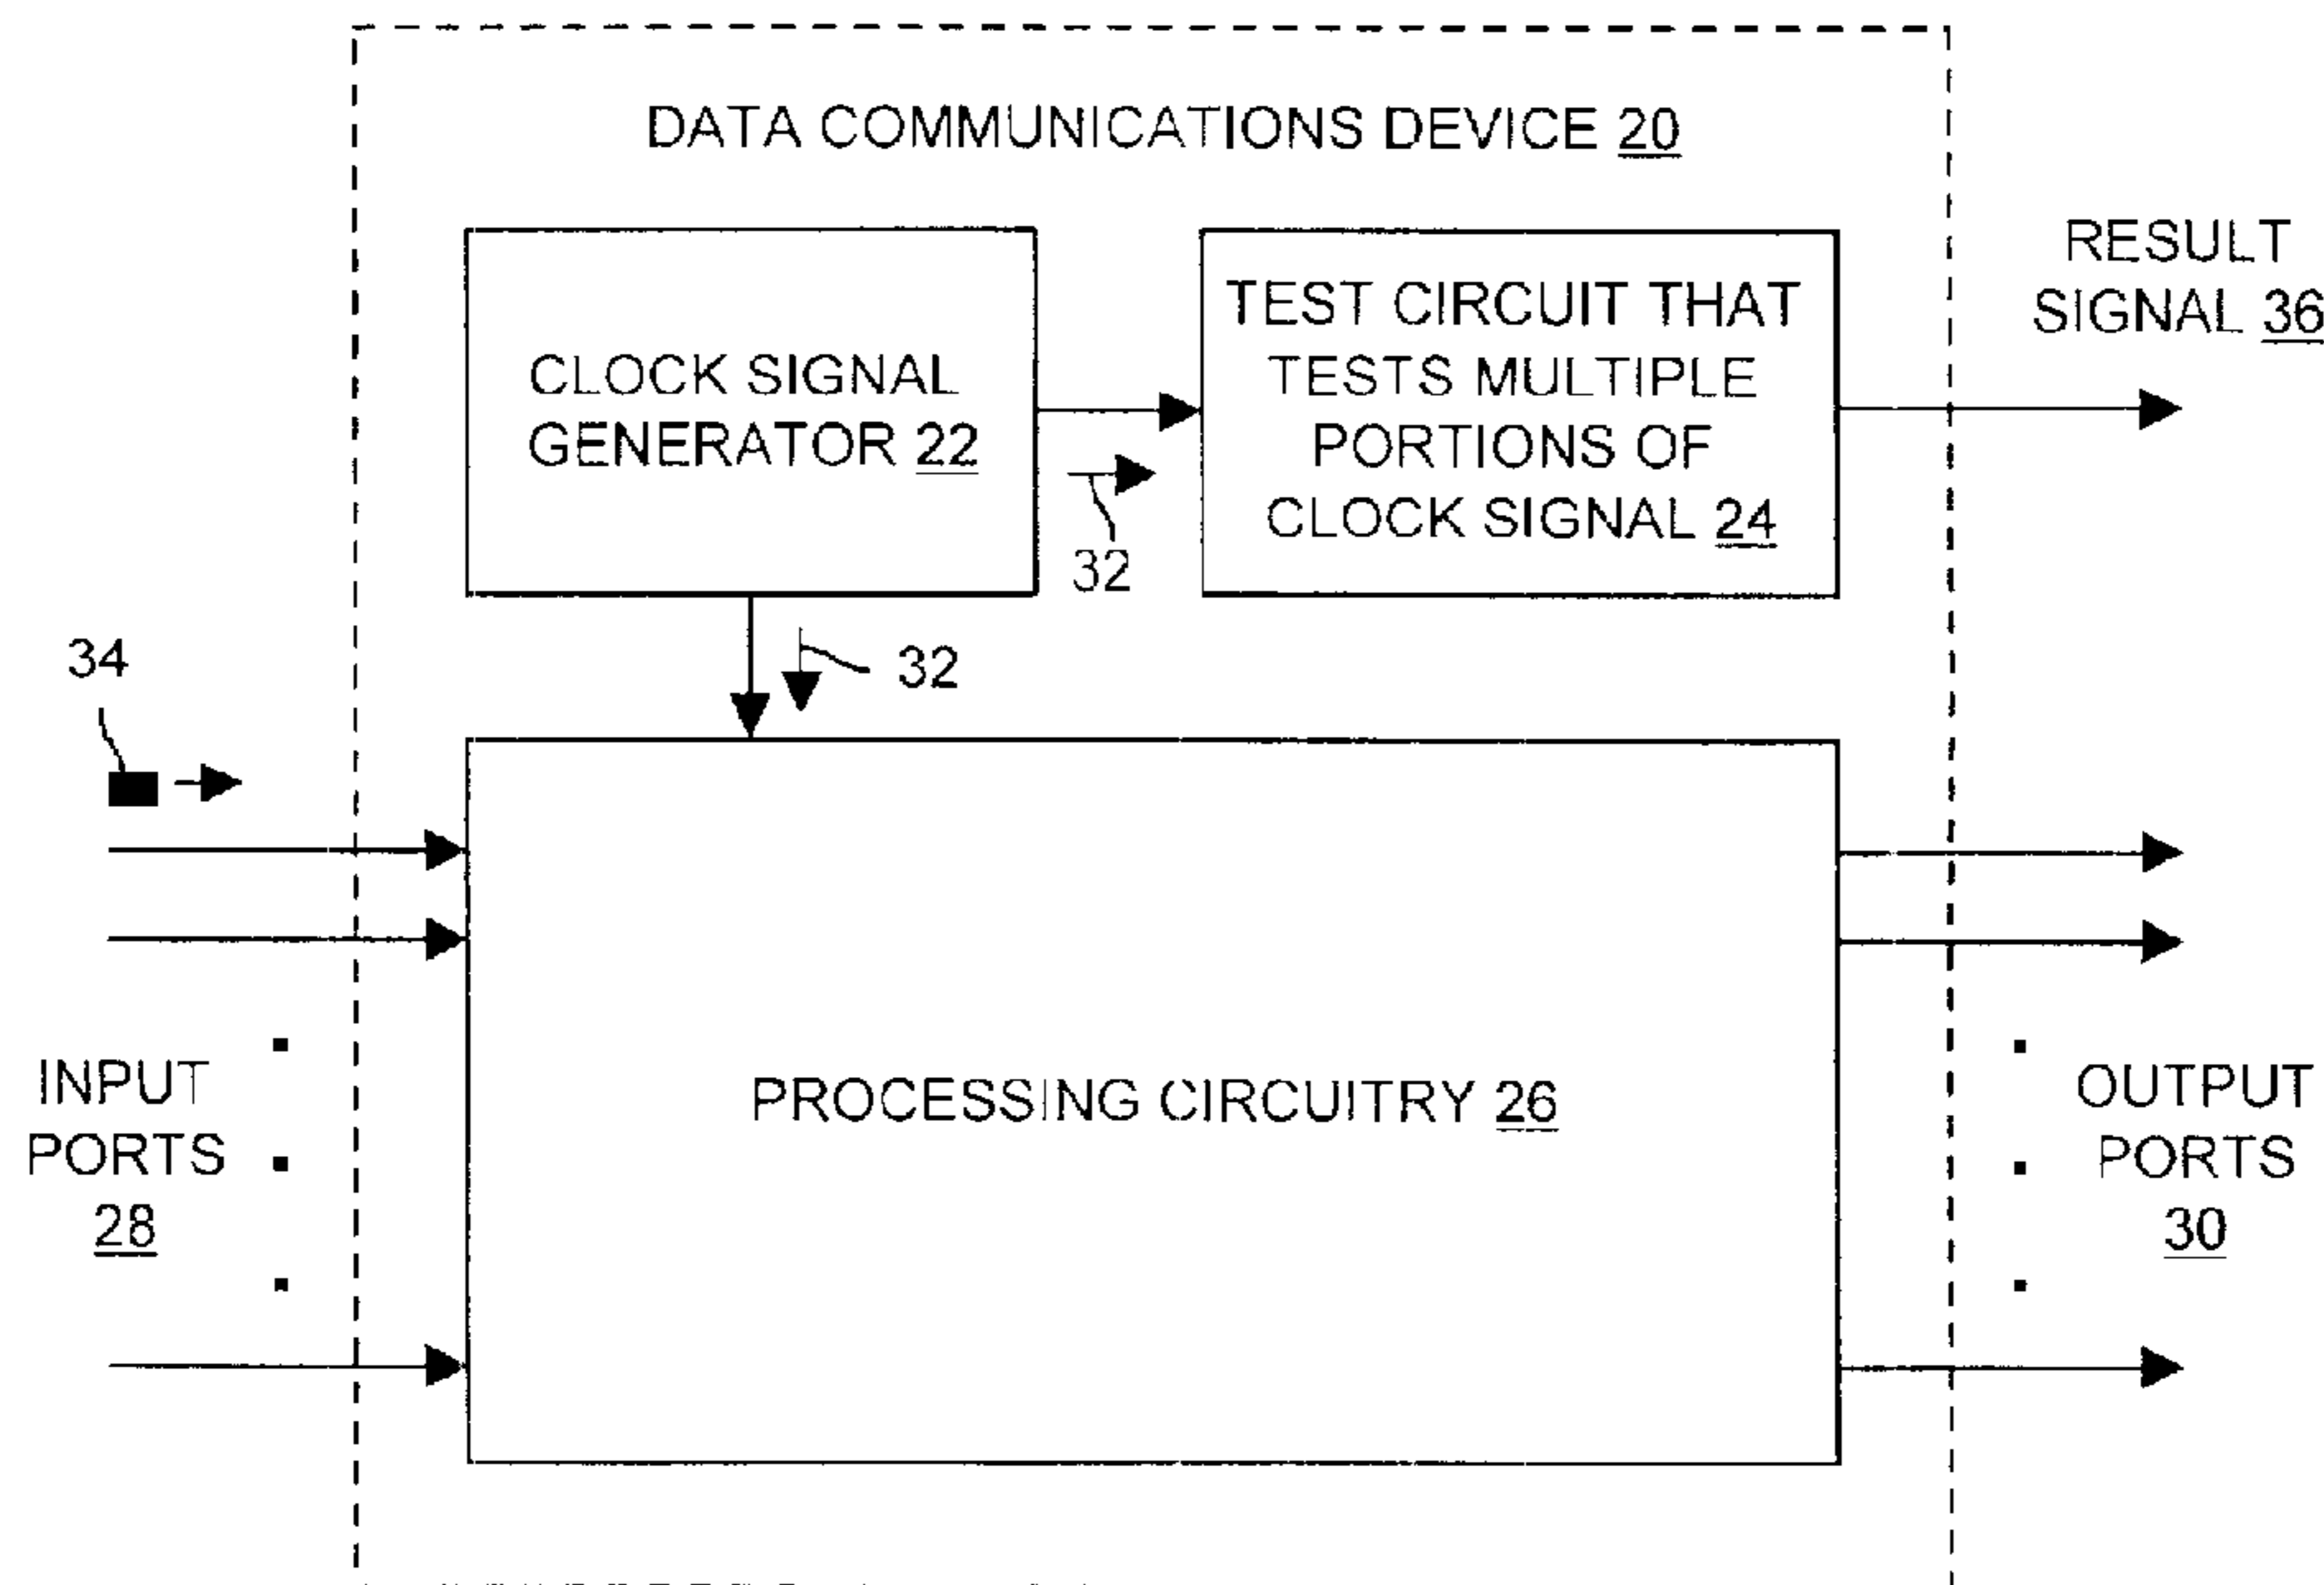 DATA COMMUNICATIONS DEVICE 20
CLOCK SIGNAL
GENERATOR 22
TEST CIRCUIT THAT
TESTS MULTIPLE
PORTIONS OF
CLOCK SIGNAL 24
RESULT
SIGNAL 36
32
32
34
INPUT
PORTS
28
PROCESSING CIRCUITRY 26
OUTPUT
PORTS
30